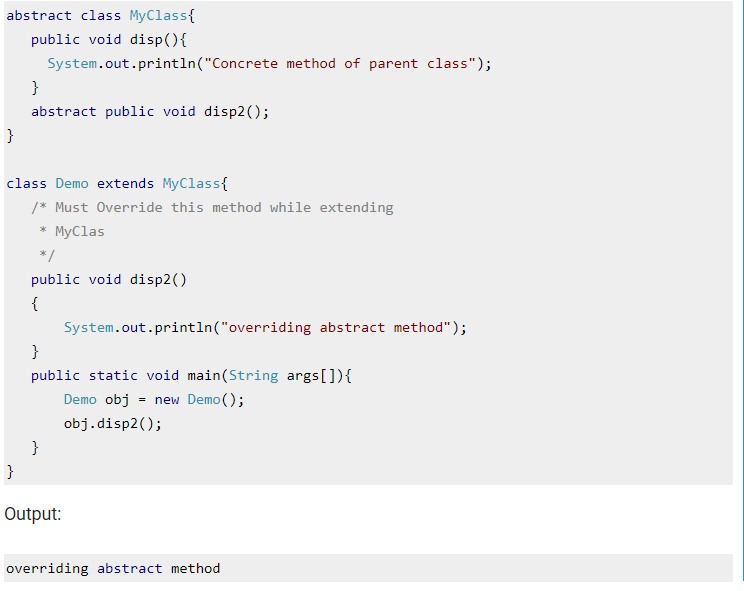 abstract class MyClass{
   public void disp(){
     System.out.println("Concrete method of parent class");
   }
   abstract public void disp2();
}

class Demo extends MyClass{
   /* Must Override this method while extending
    * MyClas
    */
   public void disp2()
   {
       System.out.println("overriding abstract method");
   }
   public static void main(String args[]){
       Demo obj = new Demo();
       obj.disp2();
   }
}
Output:
overriding abstract method